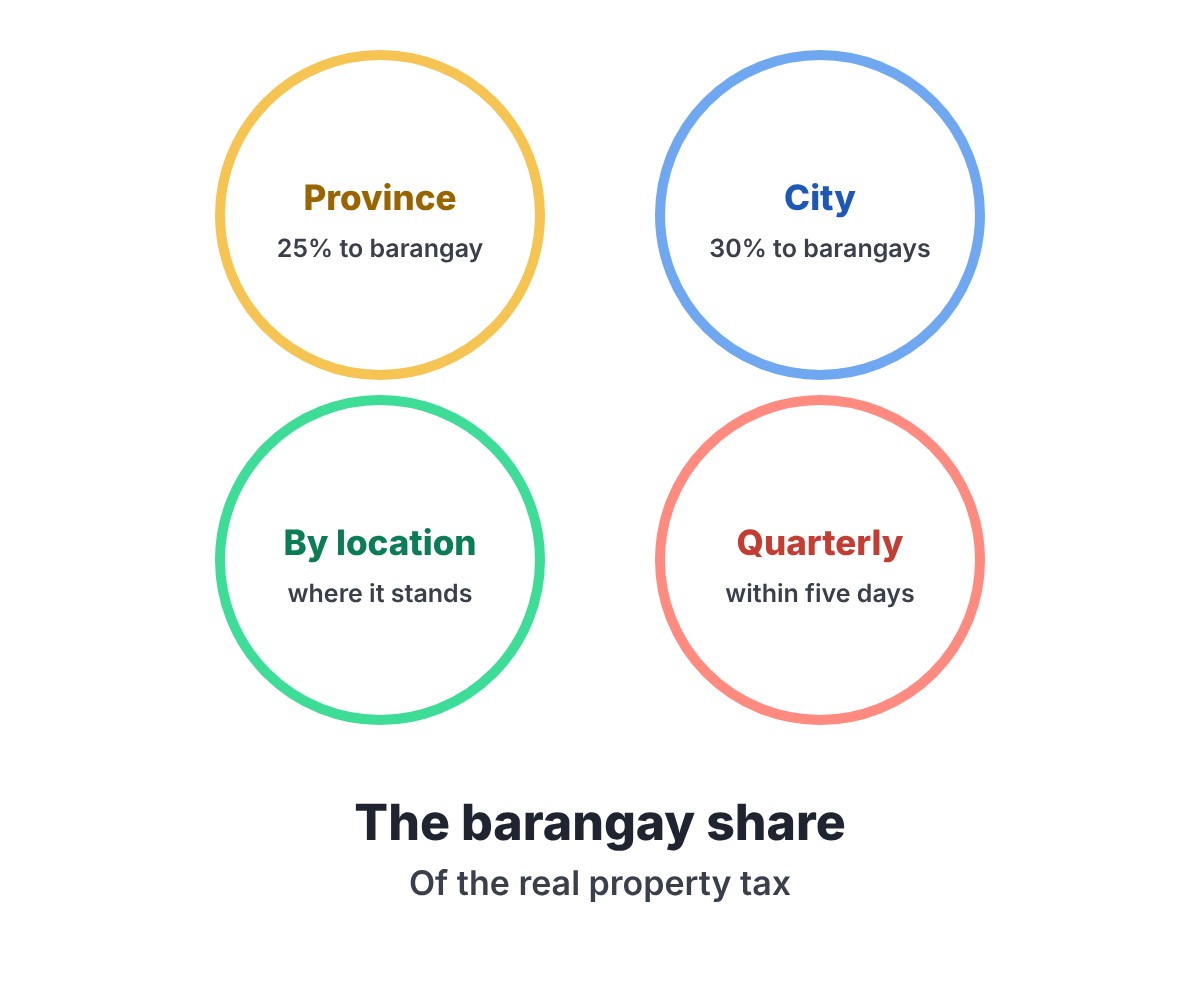 Province
25% to barangay
City
30% to barangays
By location
where it stands
Quarterly
within five days
The barangay share
Of the real property tax